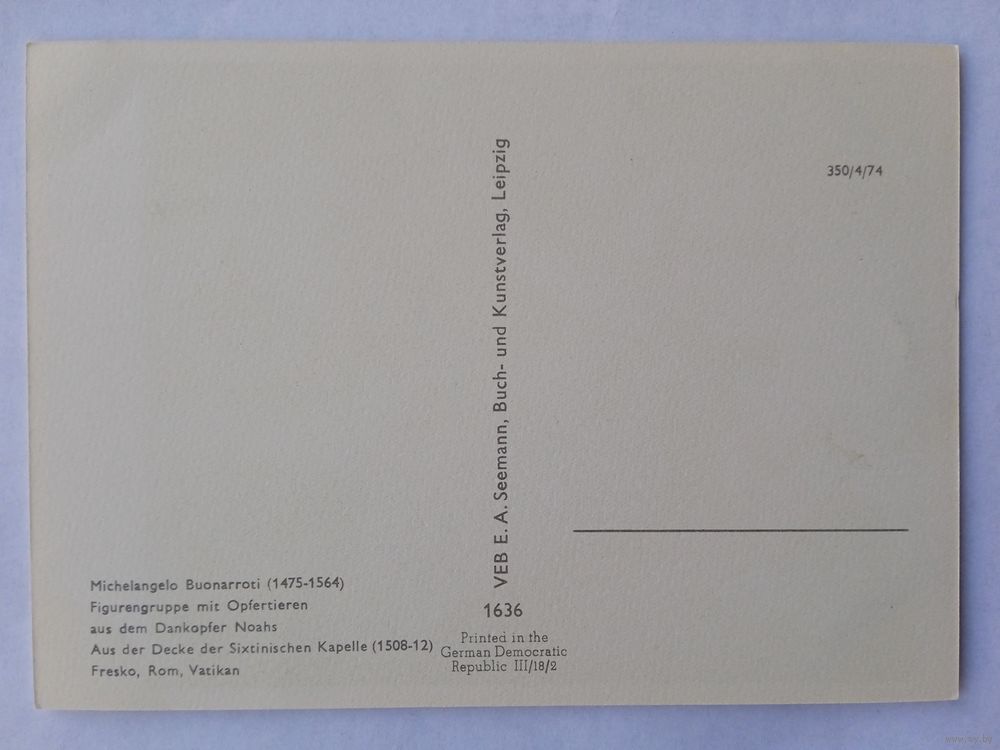 350/4/74
VEB E. A. Seemann, Buch- und Kunstverlag, Leipzig
Michelangelo Buonarroti (1475-1564)
Figurengruppe mit Opfertieren
aus dem Dankopfer Noahs
Aus der Decke der Sixtinischen Kapelle (1508-12)
Fresko, Rom, Vatikan
1636
Printed in the
German Democratic
Republic III/18/2